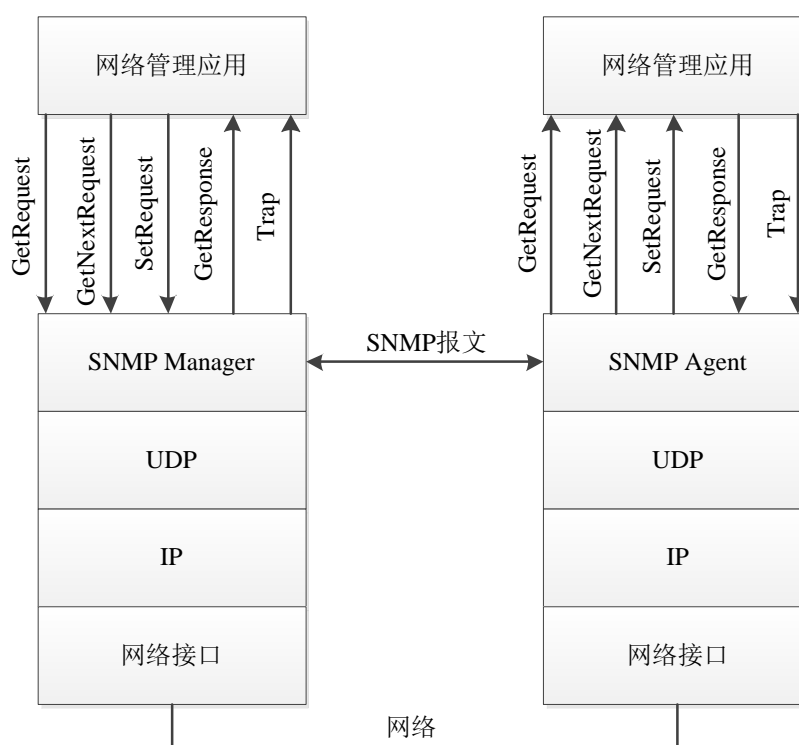 网络管理应用
网络管理应用
GetRequest
GetNextRequest
SetRequest
GetResponse
Trap
GetRequest
GetNextRequest
SetRequest
GetResponse
Trap
SNMP Manager
SNMP报文
SNMP Agent
UDP
UDP
IP
IP
网络接口
网络接口
网络